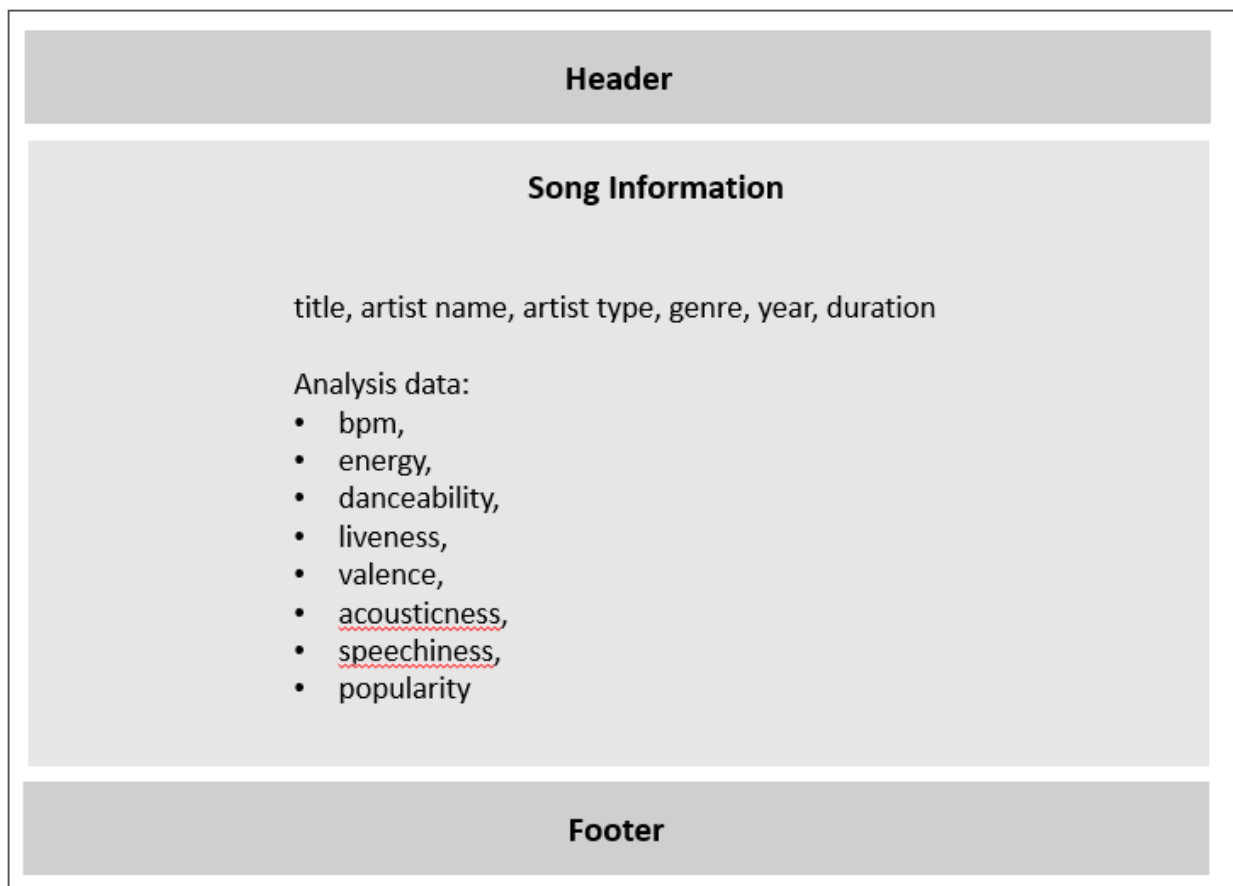 Header
Song Information
title, artist name, artist type, genre, year, duration
Analysis data:
• bpm,
• energy,
• danceability,
• liveness,
• valence,
• acousticness,
• speechiness,
• popularity
Footer